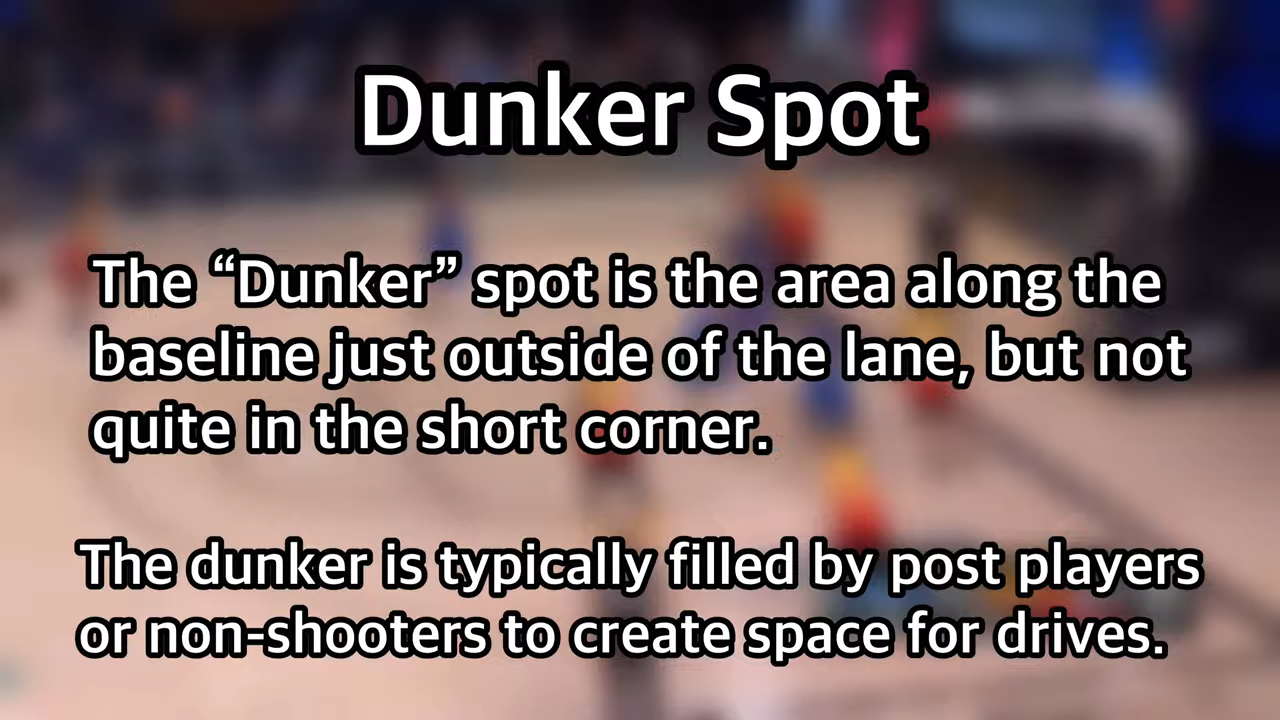 Dunker Spot
The “Dunker” spot is the area along the
baseline just outside of the lane, but not
quite in the short corner.
The dunker is typically filled by post players
or non-shooters to create space for drives.